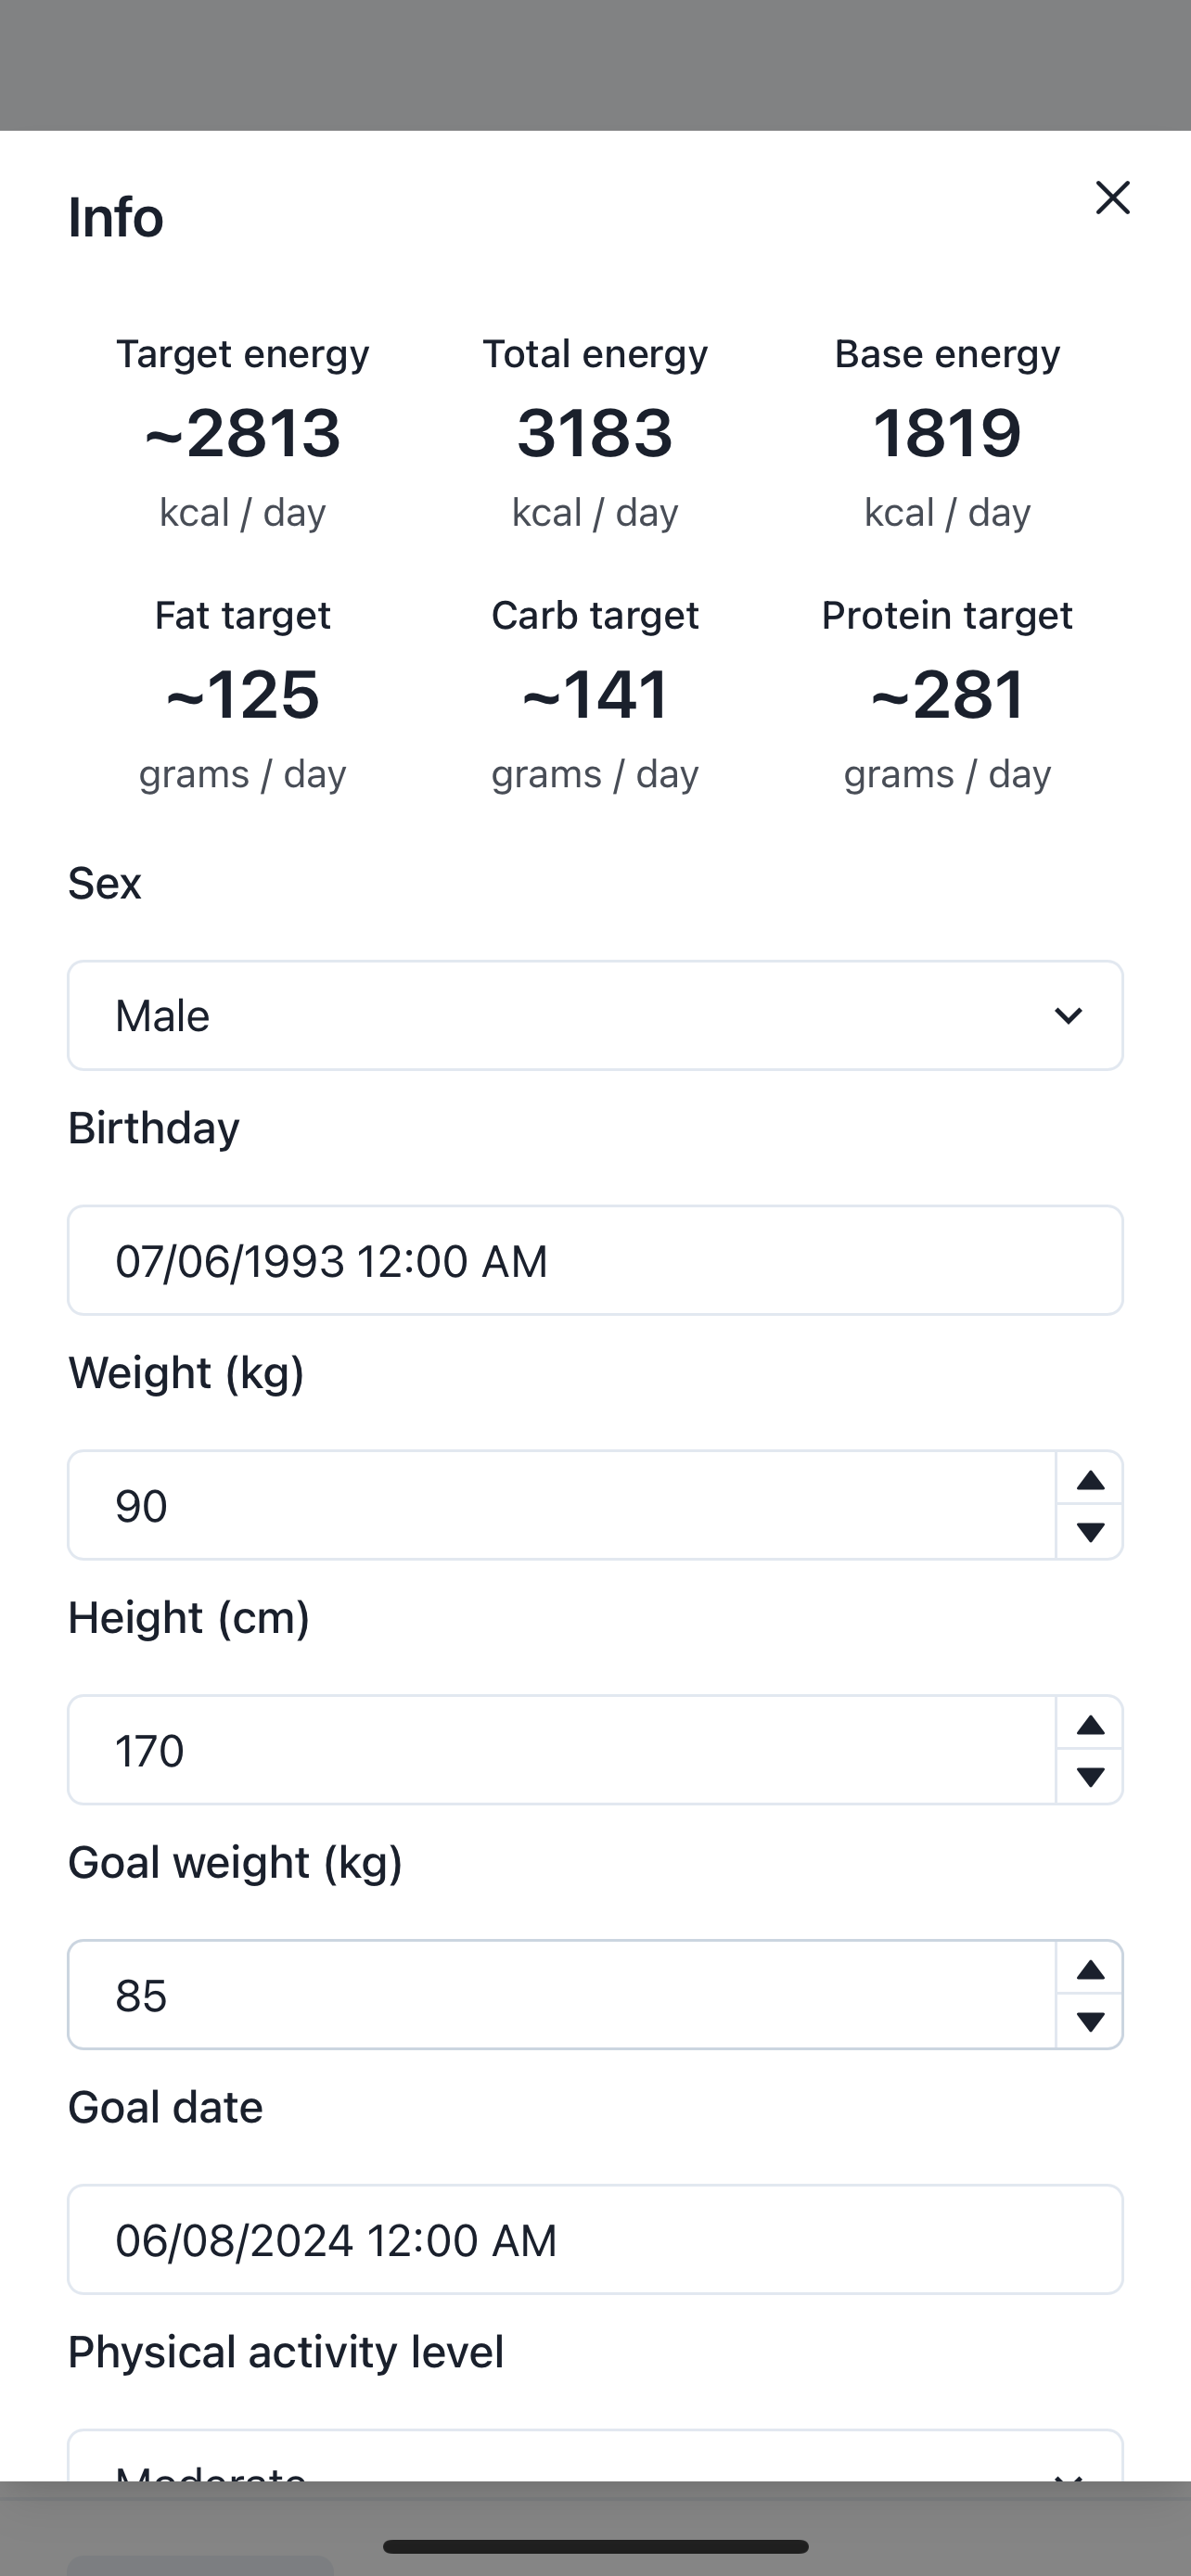 Info
Target energy Total energy Base energy
~2813 3183 1819
kcal / day kcal / day kcal / day
Fat target Carb target Protein target
~125 ~141 ~281
grams / day grams / day grams / day
Sex
Male
Birthday
07/06/1993 12:00 AM
Weight (kg)
90
Height (cm)
170
Goal weight (kg)
85
Goal date
06/08/2024 12:00 AM
Physical activity level
Moderate